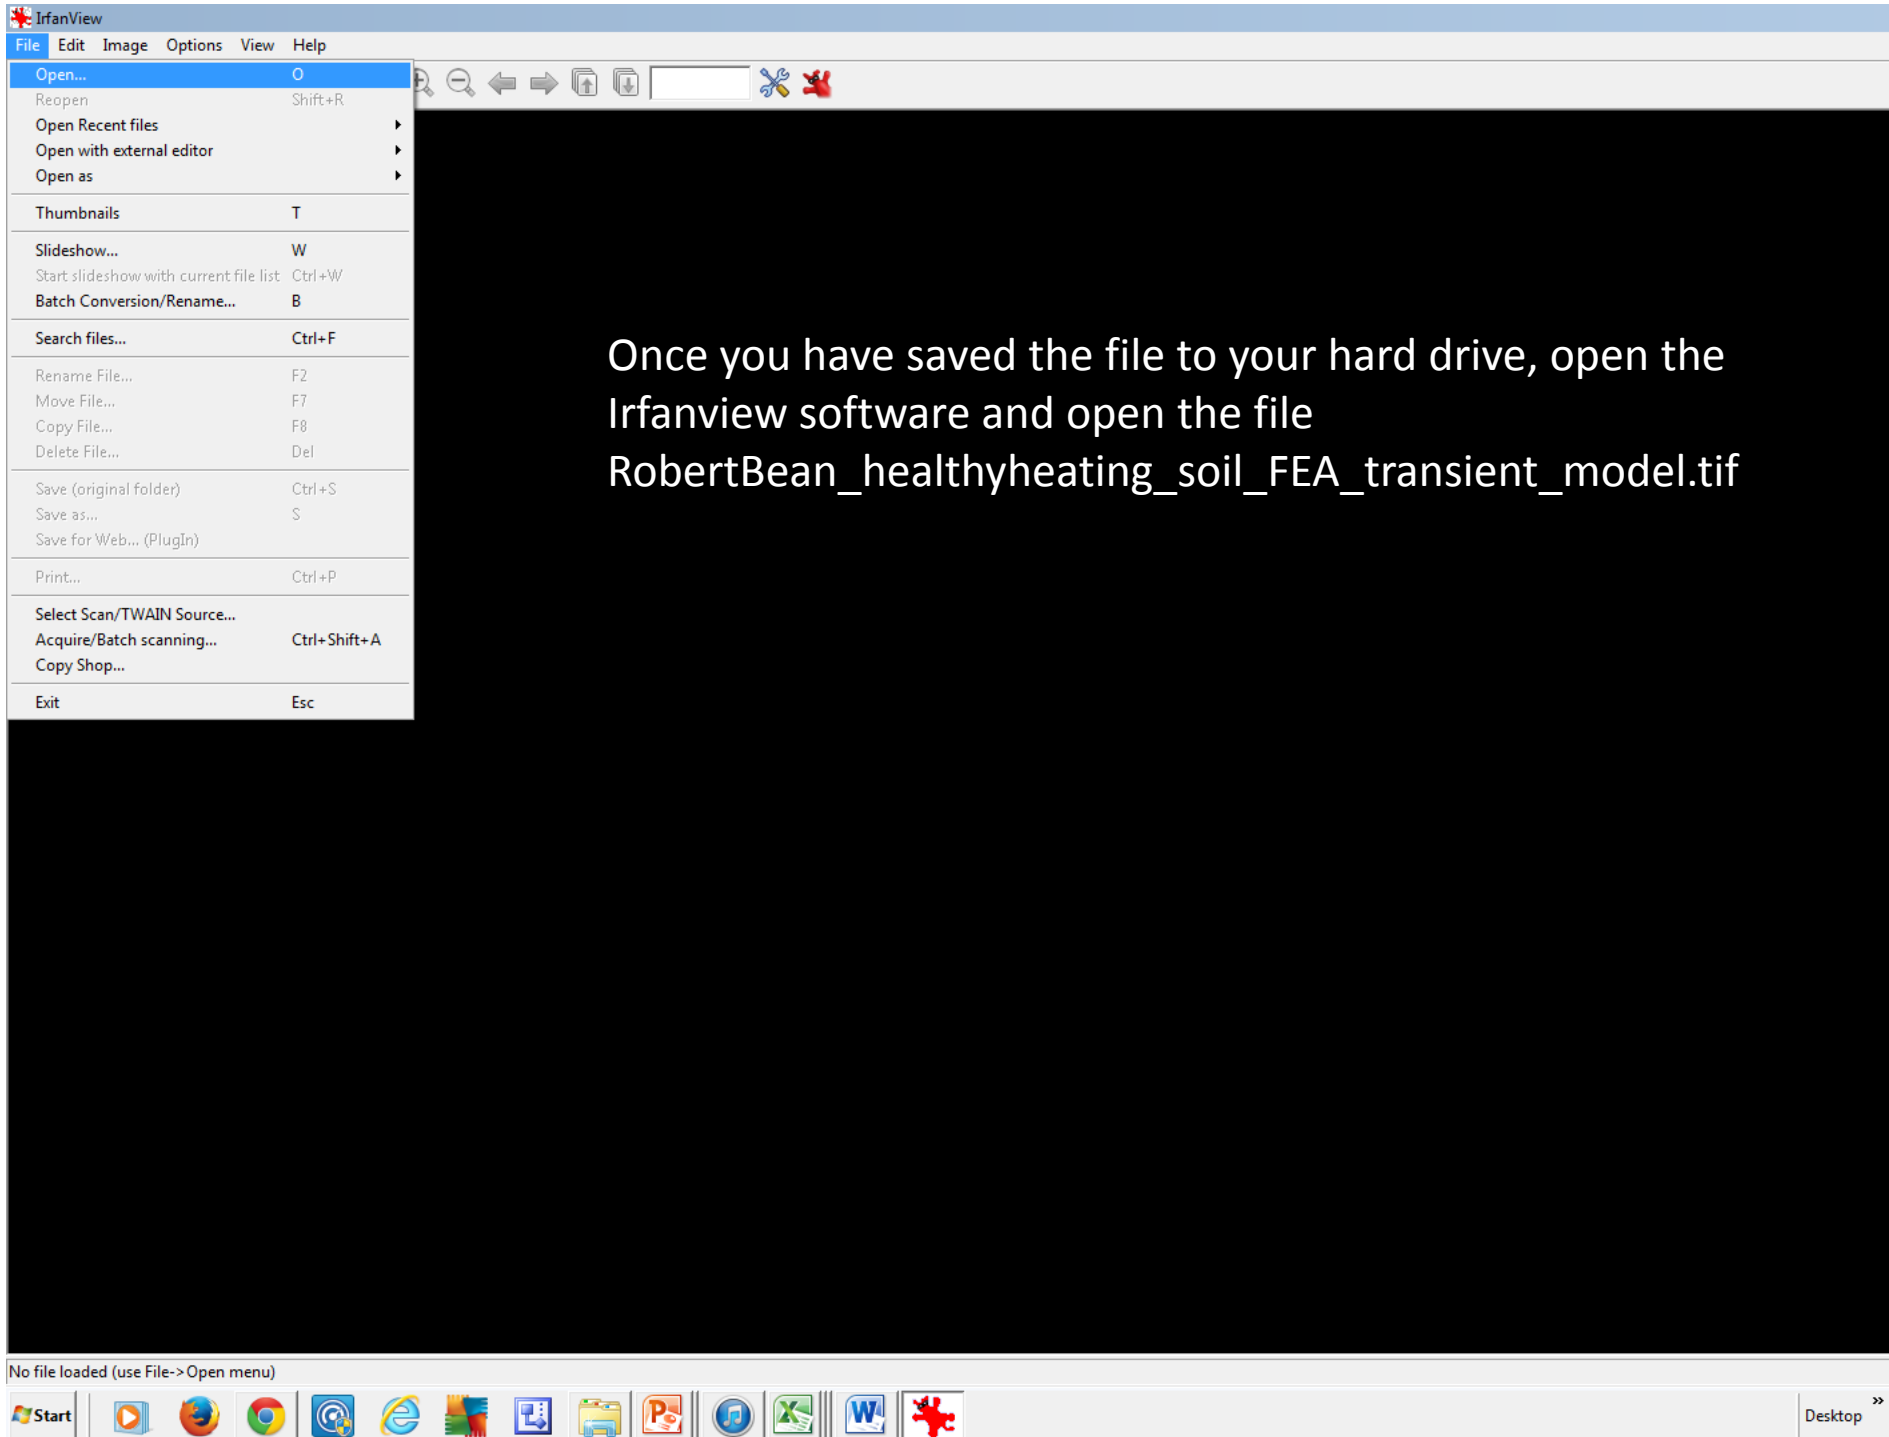 IrfanView
File Edit Image Options View Help
Open... O
Reopen Shift+R
Open Recent files
Open with external editor
Open as
Thumbnails T
Slideshow... W
Start slideshow with current file list Ctrl+W
Batch Conversion/Rename... B
Search files... Ctrl+F
Rename File... F2
Move File... F7
Copy File... F8
Delete File... Del
Save (original folder) Ctrl+S
Save as... S
Save for Web... (PlugIn)
Print... Ctrl+P
Select Scan/TWAIN Source...
Acquire/Batch scanning... Ctrl+Shift+A
Copy Shop...
Exit Esc
Once you have saved the file to your hard drive, open the
Irfanview software and open the file
RobertBean_healthyheating_soil_FEA_transient_model.tif
No file loaded (use File->Open menu)
Start
Desktop »